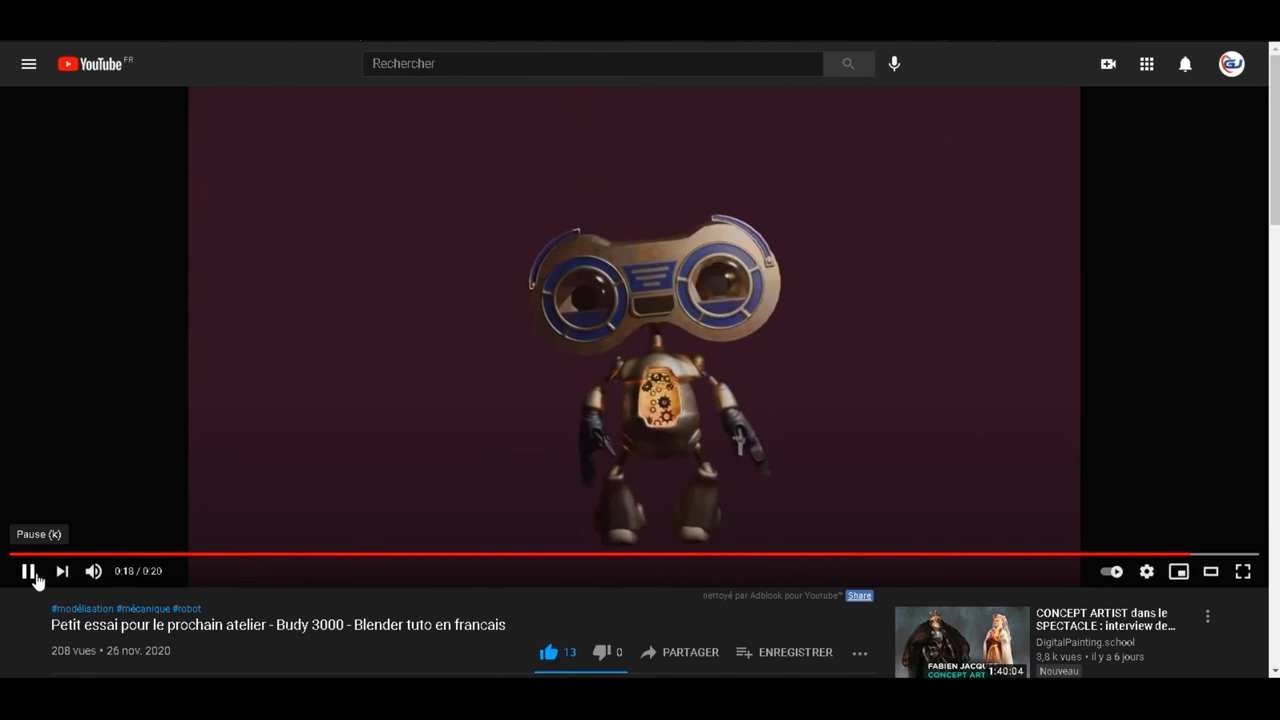 YouTube FR
Rechercher
Pause (k)
0:18 / 0:20
nettoyé par Adblock pour Youtube™ Share
#modélisation #mécanique #robot
Petit essai pour le prochain atelier - Budy 3000 - Blender tuto en francais
208 vues • 26 nov. 2020
13
0
PARTAGER
ENREGISTRER
CONCEPT ARTIST dans le
SPECTACLE : interview de...
DigitalPainting.school
3,8 k vues • il y a 6 jours
Nouveau
FABIEN JACQU
CONCEPT ART
1:40:04